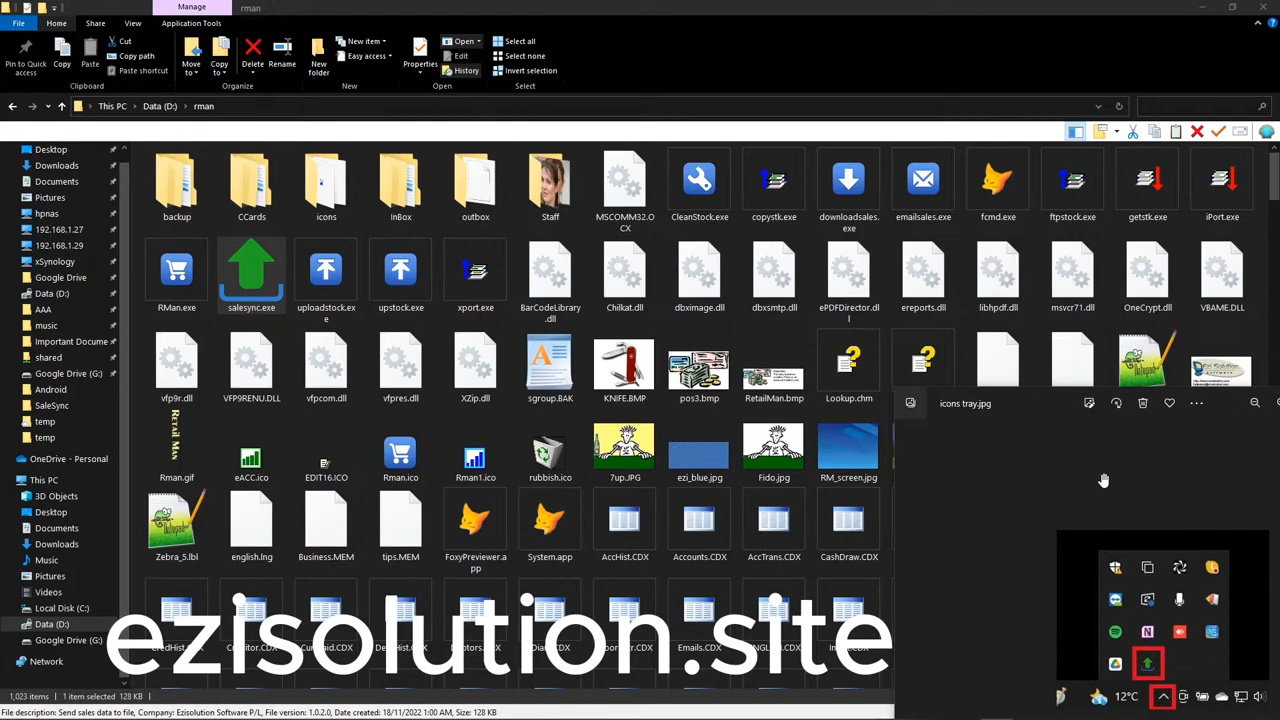 Manage
rman
File
Home
Share
View
Application Tools
Pin to Quick
access
Copy
Paste
Cut
Copy path
Paste shortcut
Move
to
Copy
to
Delete
Rename
New
folder
New item
Easy access
Properties
Open
Edit
History
Select all
Select none
Invert selection
Clipboard
Organize
New
Open
Select
This PC
Data (D:)
rman
Desktop
Downloads
Documents
Pictures
hpnas
192.168.1.27
192.168.1.29
xSynology
Google Drive
Data (D:)
AAA
music
Important Docume
shared
Google Drive (G:)
Android
SaleSync
temp
temp
OneDrive - Personal
This PC
3D Objects
Desktop
Documents
Downloads
Music
Pictures
Videos
Local Disk (C:)
Data (D:)
Google Drive (G:)
Network
backup
CCards
icons
InBox
outbox
Staff
MSCOMM32.O
CX
CleanStock.exe
copystk.exe
downloadsales.
exe
emailsales.exe
fcmd.exe
ftpstock.exe
getstk.exe
iPort.exe
RMan.exe
salesync.exe
uploadstock.ex
e
upstock.exe
xport.exe
BarCodeLibrary
.dll
Chilkat.dll
dbximage.dll
dbxsmtp.dll
ePDFDirector.dl
l
ereports.dll
libhpdf.dll
msvcr71.dll
OneCrypt.dll
VBAME.DLL
vfp9r.dll
VFP9RENU.DLL
vfpcom.dll
vfpres.dll
XZip.dll
sgroup.BAK
KNIFE.BMP
pos3.bmp
RetailMan.bmp
Lookup.chm
Rman.gif
eACC.ico
EDIT16.ICO
Rman.ico
Rman1.ico
rubbish.ico
7up.JPG
ezi_blue.jpg
Fido.jpg
RM_screen.jpg
Zebra_5.lbl
english.lng
Business.MEM
tips.MEM
FoxyPreviewer.a
pp
System.app
AccHist.CDX
Accounts.CDX
AccTrans.CDX
CashDraw.CDX
Emails.CDX
icons tray.jpg
12°C
ezisolution.site
1,023 items
1 item selected 128 KB
File description: Send sales data to file, Company: Ezisolution Software P/L, File version: 1.0.2.0, Date created: 18/11/2022 1:00 AM, Size: 128 KB